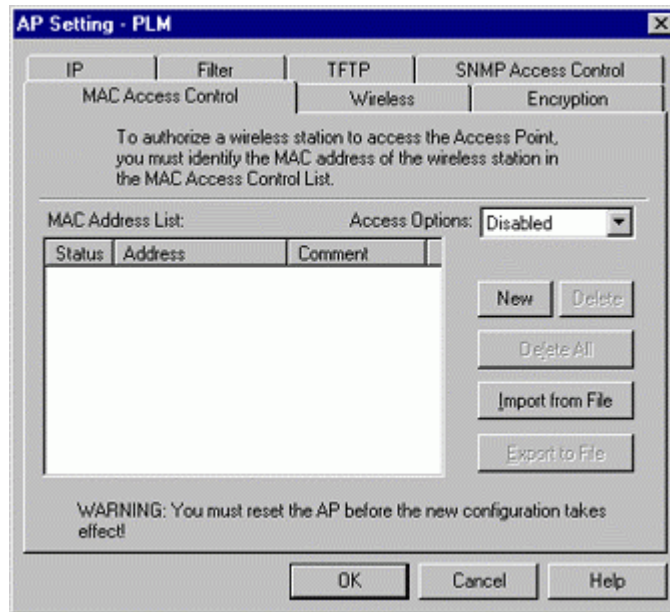 AP Setting - PLM
IP Filter TFTP SNMP Access Control
MAC Access Control Wireless Encryption
To authorize a wireless station to access the Access Point,
you must identify the MAC address of the wireless station in
the MAC Access Control List.
MAC Address List: Access Options: Disabled
Status Address Comment
New Delete
Delete All
Import from File
Export to File
WARNING: You must reset the AP before the new configuration takes
effect!
OK Cancel Help